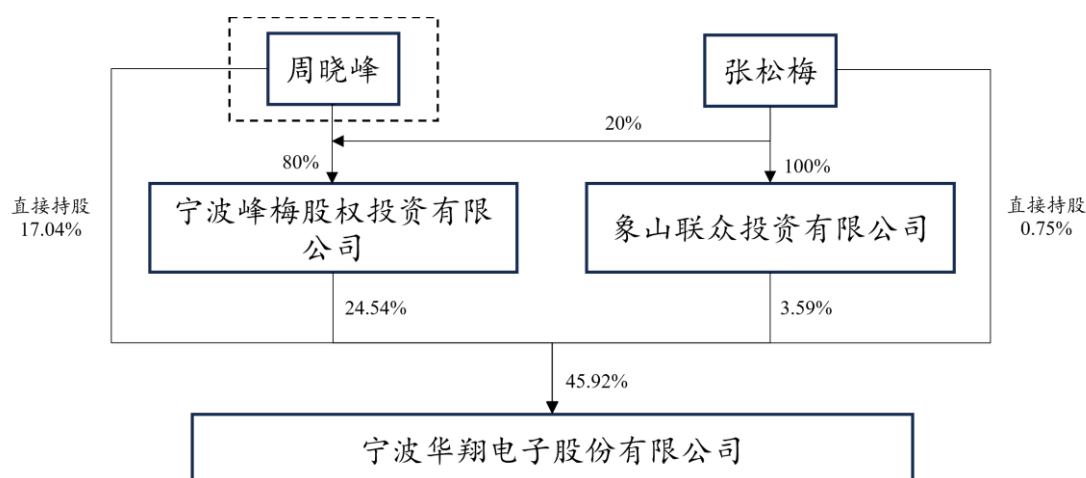 周晓峰
张松梅
20%
80%
100%
宁波峰梅股权投资有限
公司
象山联众投资有限公司
直接持股
17.04%
直接持股
0.75%
24.54%
3.59%
45.92%
宁波华翔电子股份有限公司